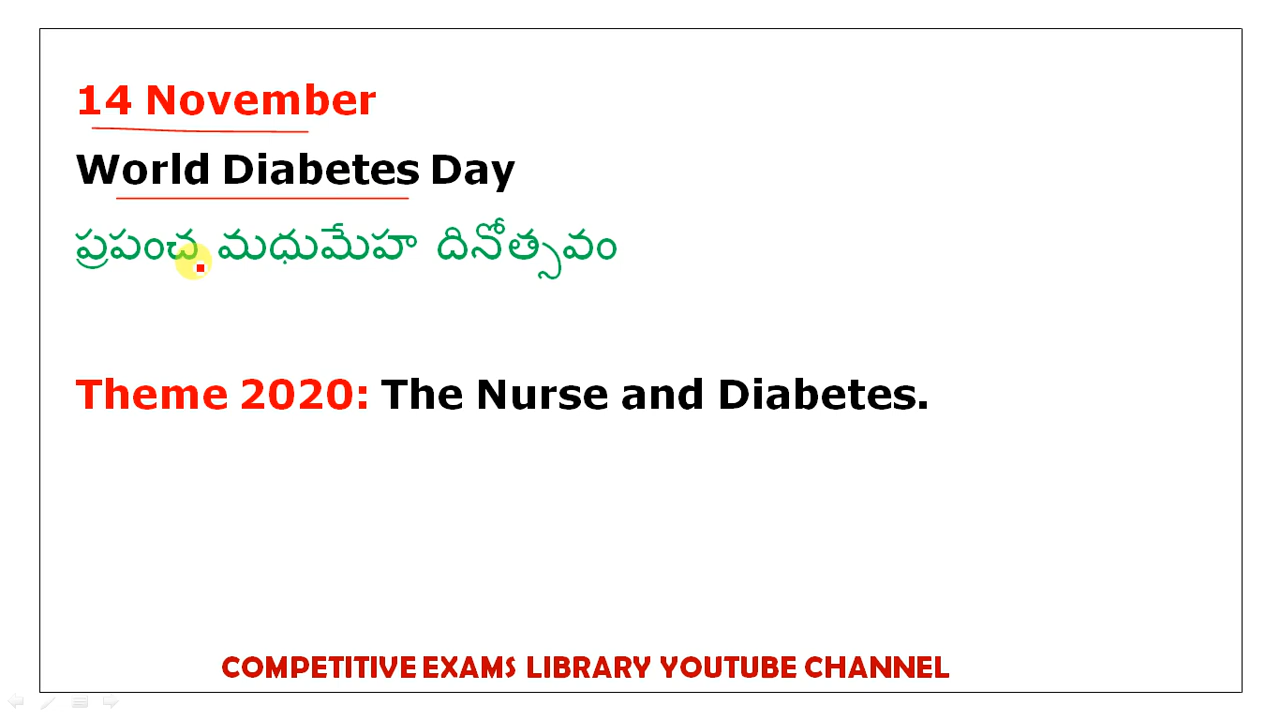 14 November
World Diabetes Day
ప్రపంచ మధుమేహ దినోత్సవం
Theme 2020: The Nurse and Diabetes.
COMPETITIVE EXAMS LIBRARY YOUTUBE CHANNEL